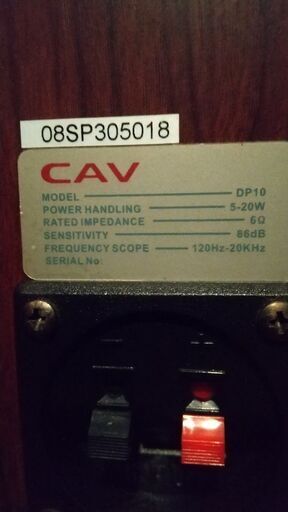 08SP305018
CAV
MODEL DP10
POWER HANDLING 5-20W
RATED IMPEDANCE 6Ω
SENSITIVITY 86dB
FREQUENCY SCOPE 120Hz-20KHz
SERIAL No: